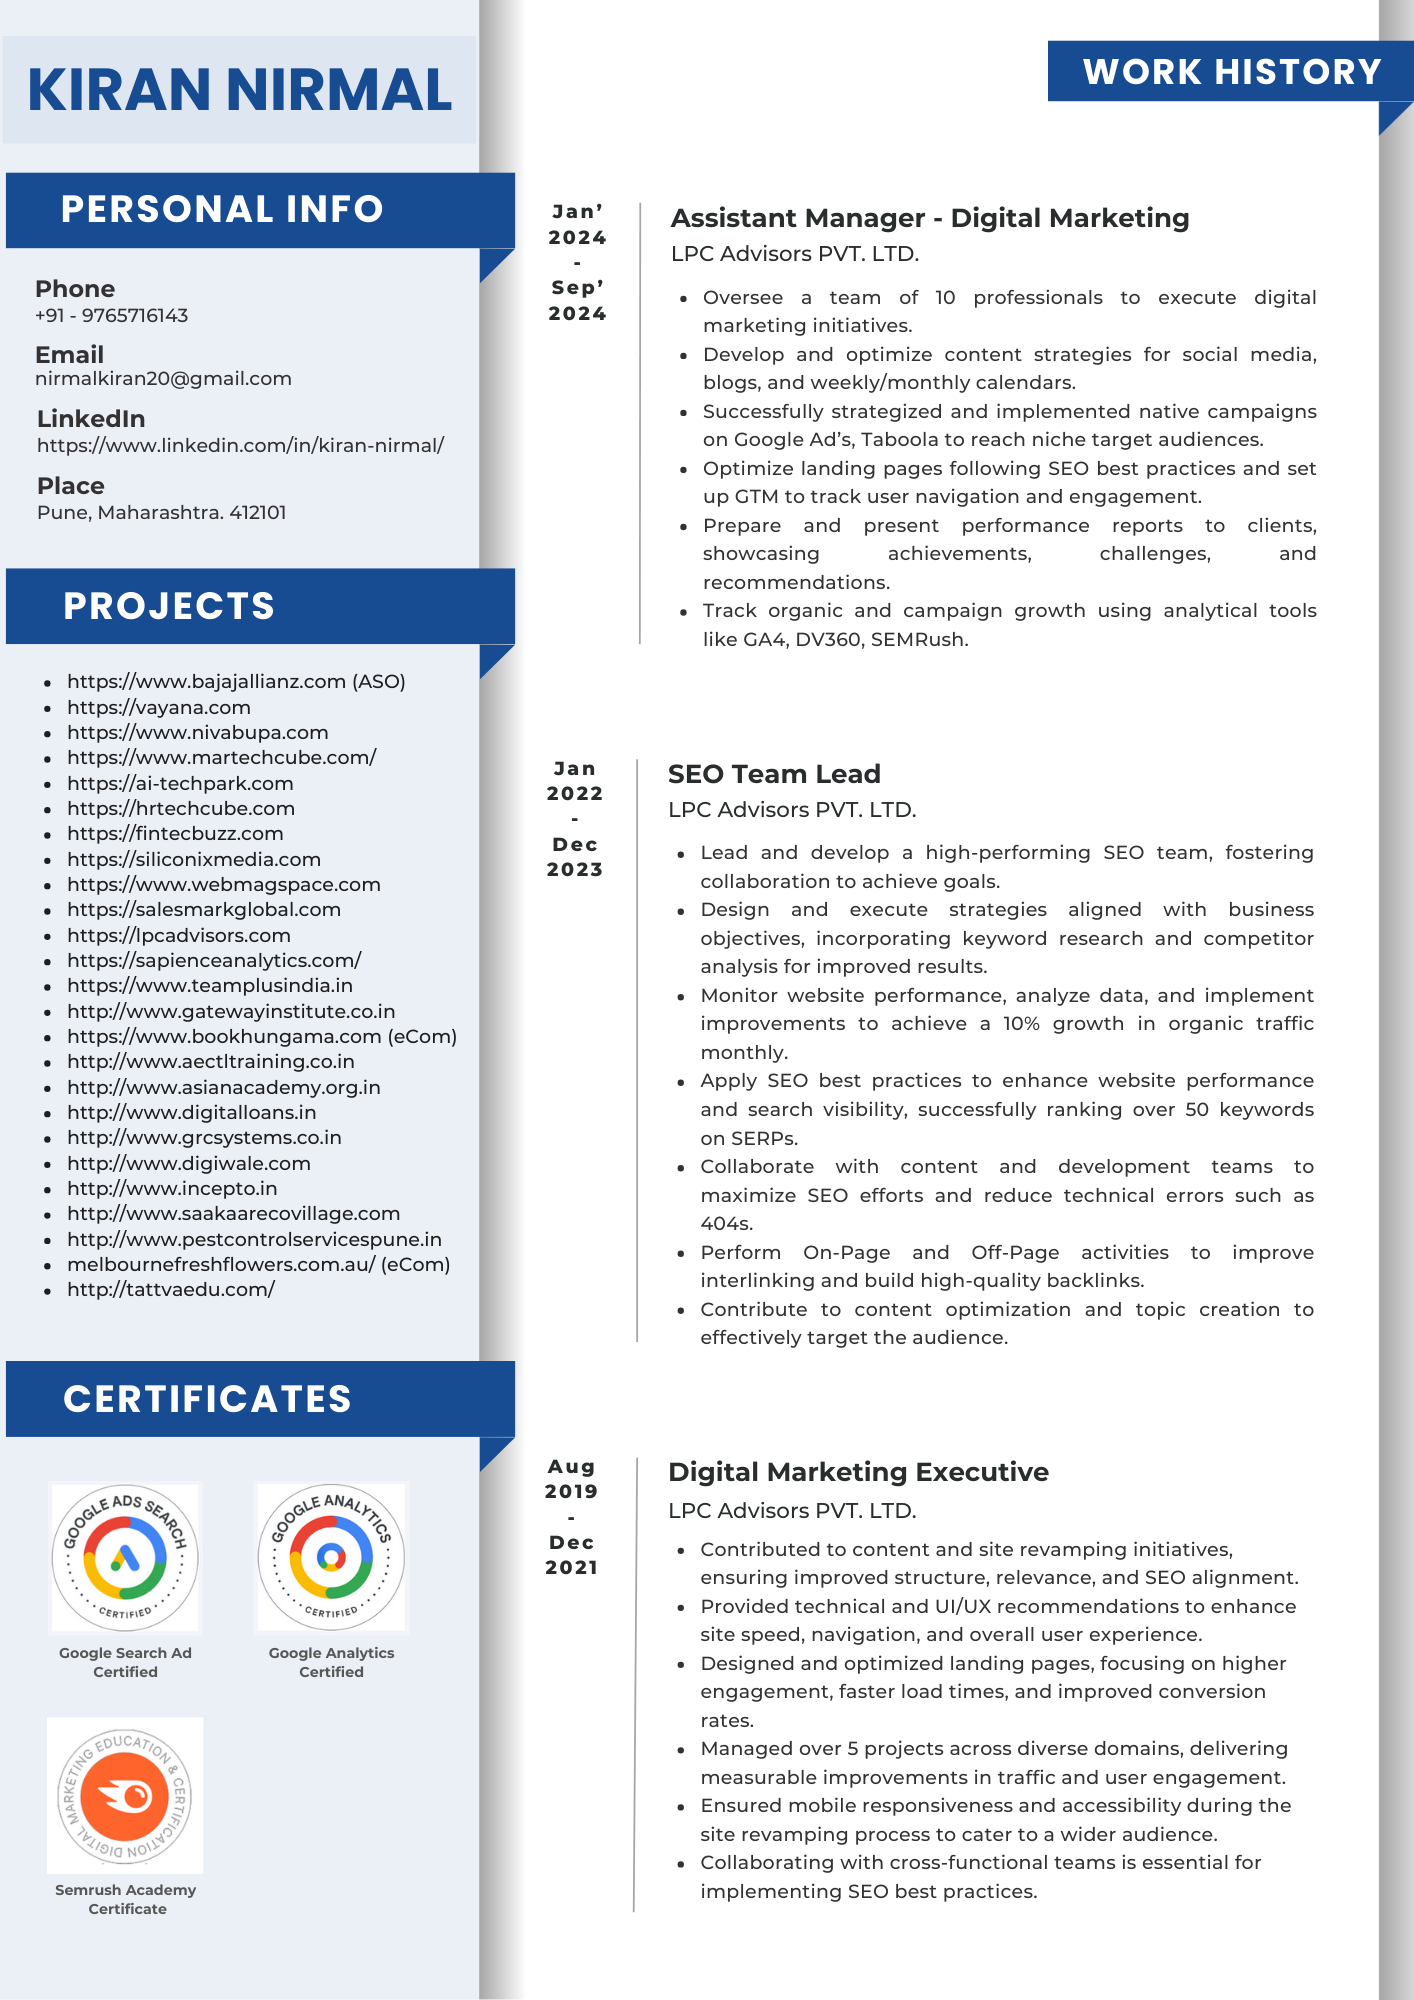 KIRAN NIRMAL
PERSONAL INFO
Phone
+91 - 9765716143
Email
nirmalkiran20@gmail.com
LinkedIn
https://www.linkedin.com/in/kiran-nirmal/
Place
Pune, Maharashtra. 412101
PROJECTS
• https://www.bajajallianz.com (ASO)
• https://vayana.com
• https://www.nivabupa.com
• https://www.martechcube.com/
• https://ai-techpark.com
• https://hrtechcube.com
• https://fintecbuzz.com
• https://siliconixmedia.com
• https://www.webmagspace.com
• https://salesmarkglobal.com
• https://lpcadvisors.com
• https://sapienceanalytics.com/
• https://www.teamplusindia.in
• http://www.gatewayinstitute.co.in
• https://www.bookhungama.com (eCom)
• http://www.aectltraining.co.in
• http://www.asianacademy.org.in
• http://www.digitalloans.in
• http://www.grcsystems.co.in
• http://www.digiwale.com
• http://www.incepto.in
• http://www.saakaarecovillage.com
• http://www.pestcontrolservicespune.in
• melbournefreshflowers.com.au/ (eCom)
• http://tattvaedu.com/
CERTIFICATES
GOOGLE ADS SEARCH
CERTIFIED
Google Search Ad
Certified
GOOGLE ANALYTICS
CERTIFIED
Google Analytics
Certified
DIGITAL MARKETING EDUCATION & CERTIFICATION
Semrush Academy
Certificate
WORK HISTORY
Jan’
2024
-
Sep’
2024
Assistant Manager - Digital Marketing
LPC Advisors PVT. LTD.
• Oversee a team of 10 professionals to execute digital
marketing initiatives.
• Develop and optimize content strategies for social media,
blogs, and weekly/monthly calendars.
• Successfully strategized and implemented native campaigns
on Google Ad’s, Taboola to reach niche target audiences.
• Optimize landing pages following SEO best practices and set
up GTM to track user navigation and engagement.
• Prepare and present performance reports to clients,
showcasing achievements, challenges, and
recommendations.
• Track organic and campaign growth using analytical tools
like GA4, DV360, SEMRush.
Jan
2022
-
Dec
2023
SEO Team Lead
LPC Advisors PVT. LTD.
• Lead and develop a high-performing SEO team, fostering
collaboration to achieve goals.
• Design and execute strategies aligned with business
objectives, incorporating keyword research and competitor
analysis for improved results.
• Monitor website performance, analyze data, and implement
improvements to achieve a 10% growth in organic traffic
monthly.
• Apply SEO best practices to enhance website performance
and search visibility, successfully ranking over 50 keywords
on SERPs.
• Collaborate with content and development teams to
maximize SEO efforts and reduce technical errors such as
404s.
• Perform On-Page and Off-Page activities to improve
interlinking and build high-quality backlinks.
• Contribute to content optimization and topic creation to
effectively target the audience.
Aug
2019
-
Dec
2021
Digital Marketing Executive
LPC Advisors PVT. LTD.
• Contributed to content and site revamping initiatives,
ensuring improved structure, relevance, and SEO alignment.
• Provided technical and UI/UX recommendations to enhance
site speed, navigation, and overall user experience.
• Designed and optimized landing pages, focusing on higher
engagement, faster load times, and improved conversion
rates.
• Managed over 5 projects across diverse domains, delivering
measurable improvements in traffic and user engagement.
• Ensured mobile responsiveness and accessibility during the
site revamping process to cater to a wider audience.
• Collaborating with cross-functional teams is essential for
implementing SEO best practices.